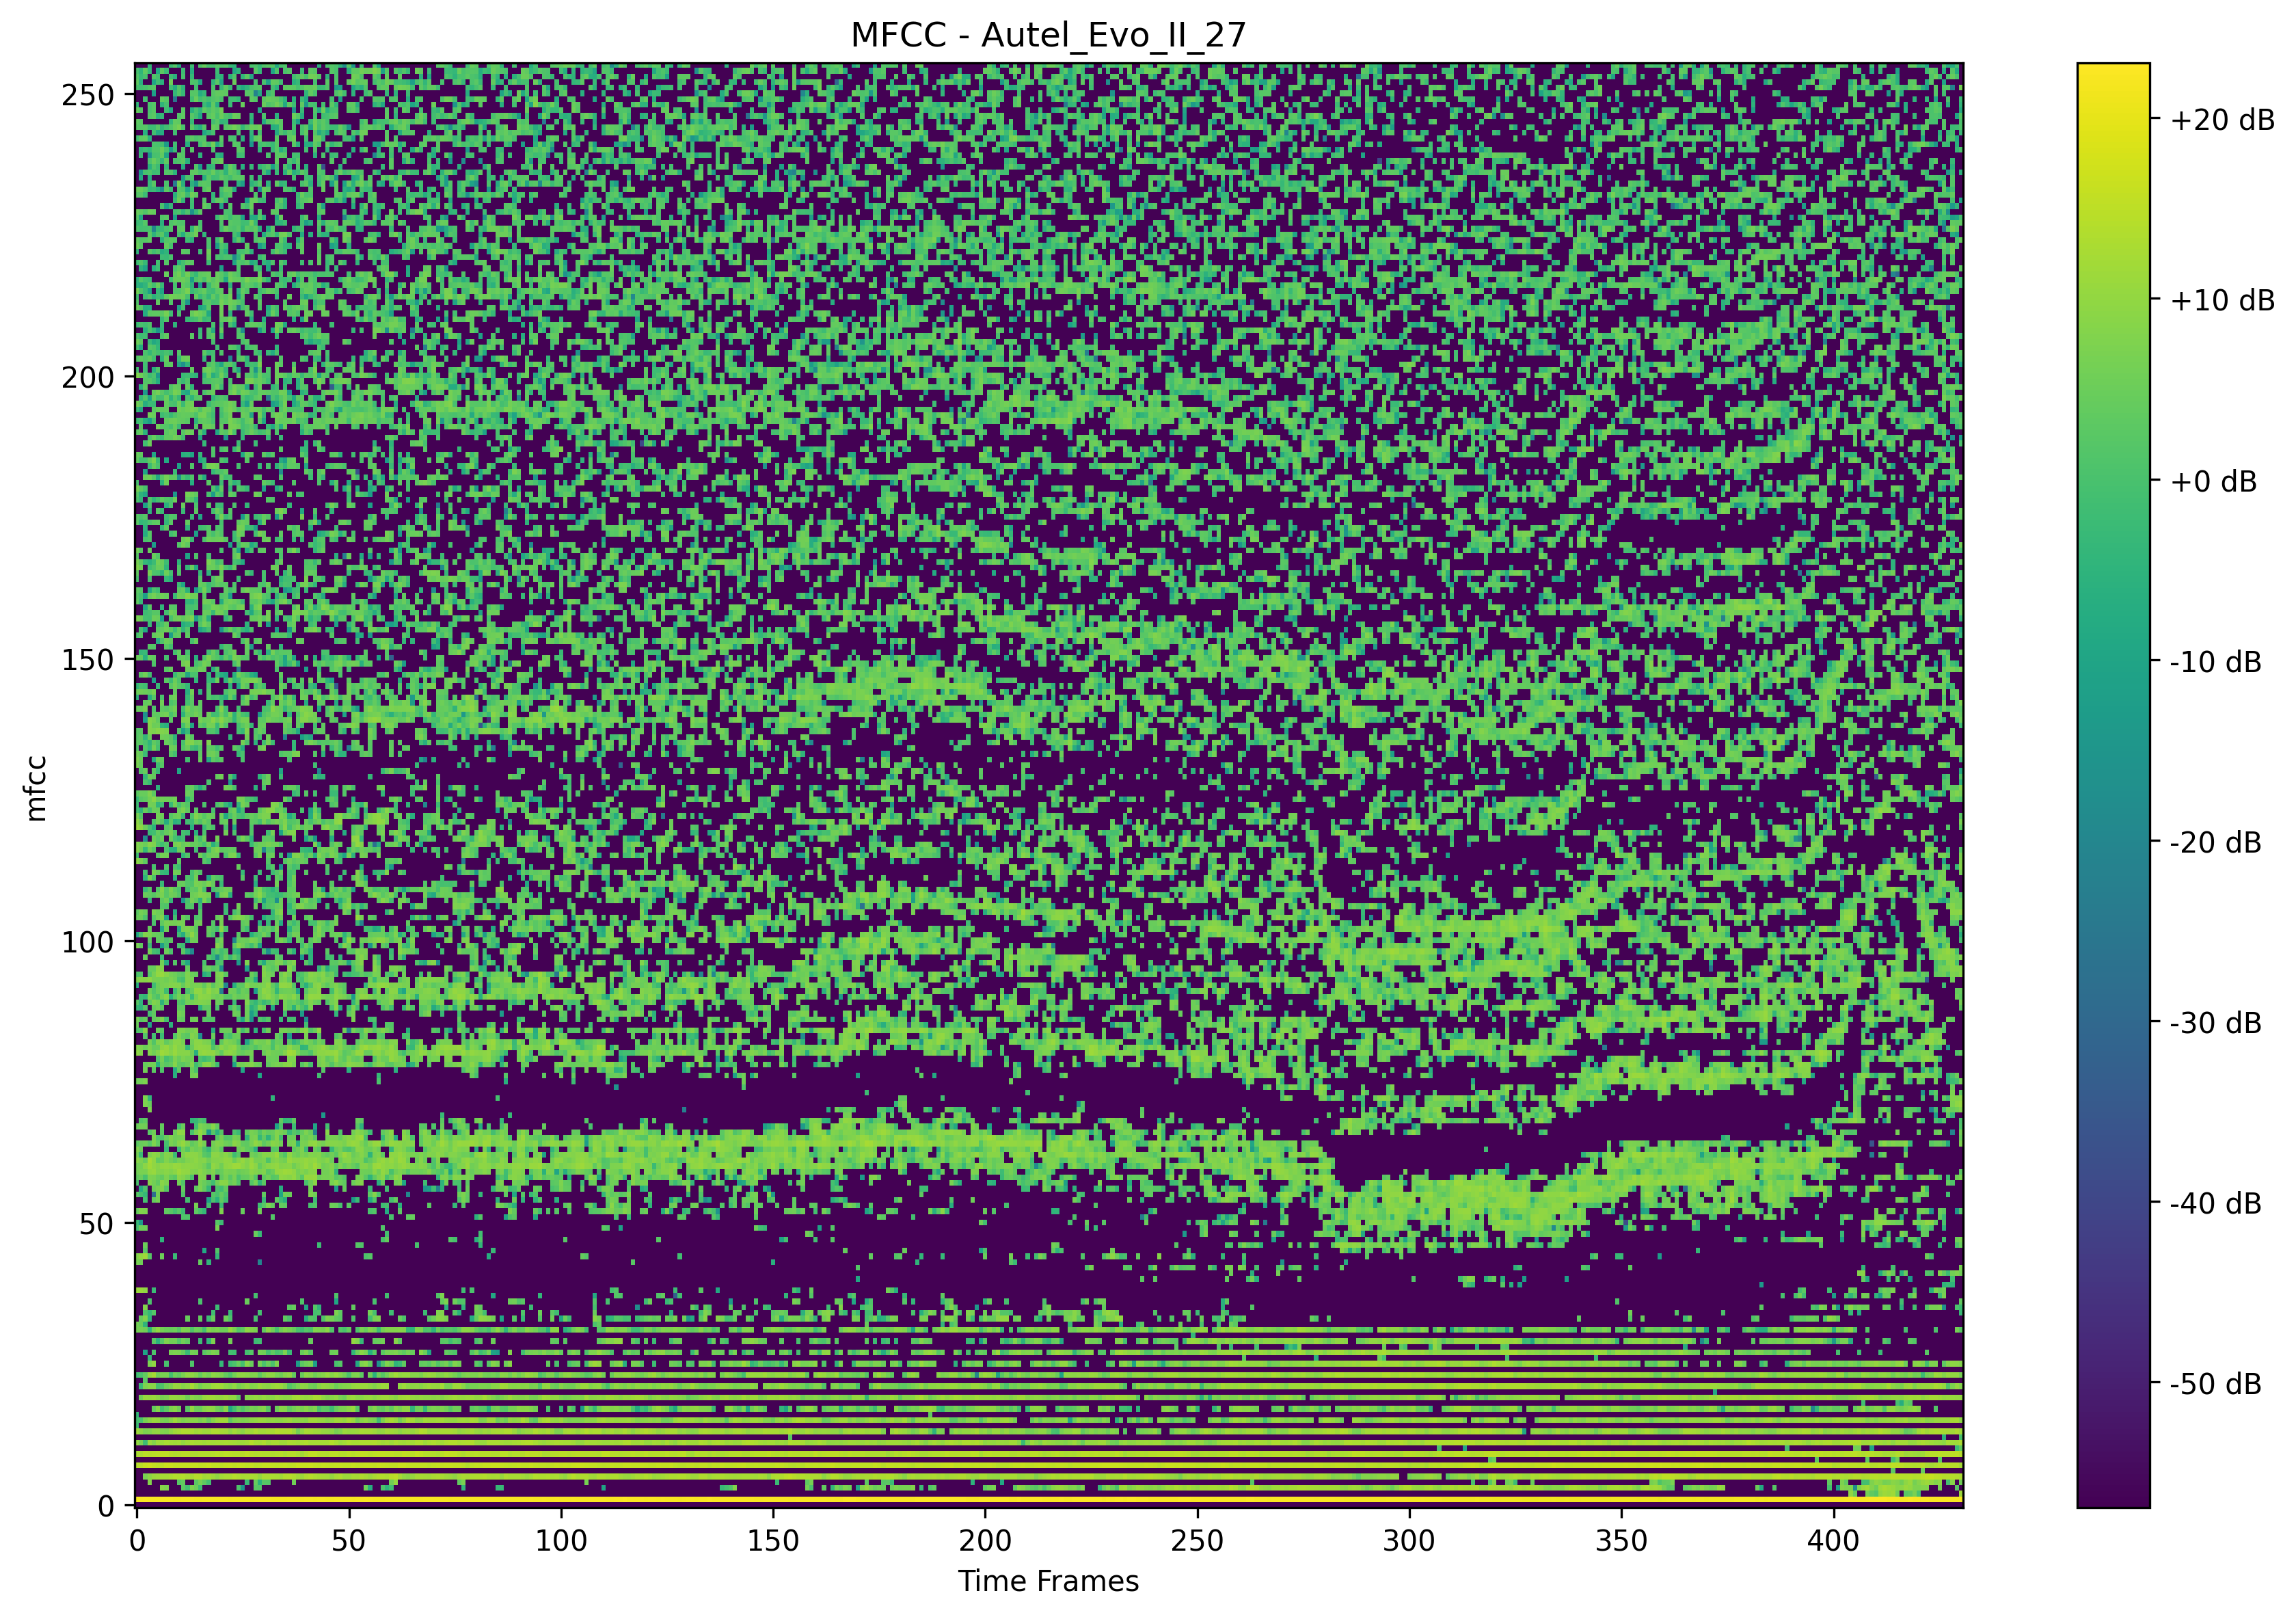 MFCC - Autel_Evo_II_27
250
200
150
100
50
0
mfcc
0 50 100 150 200 250 300 350 400
Time Frames
+20 dB
+10 dB
+0 dB
-10 dB
-20 dB
-30 dB
-40 dB
-50 dB